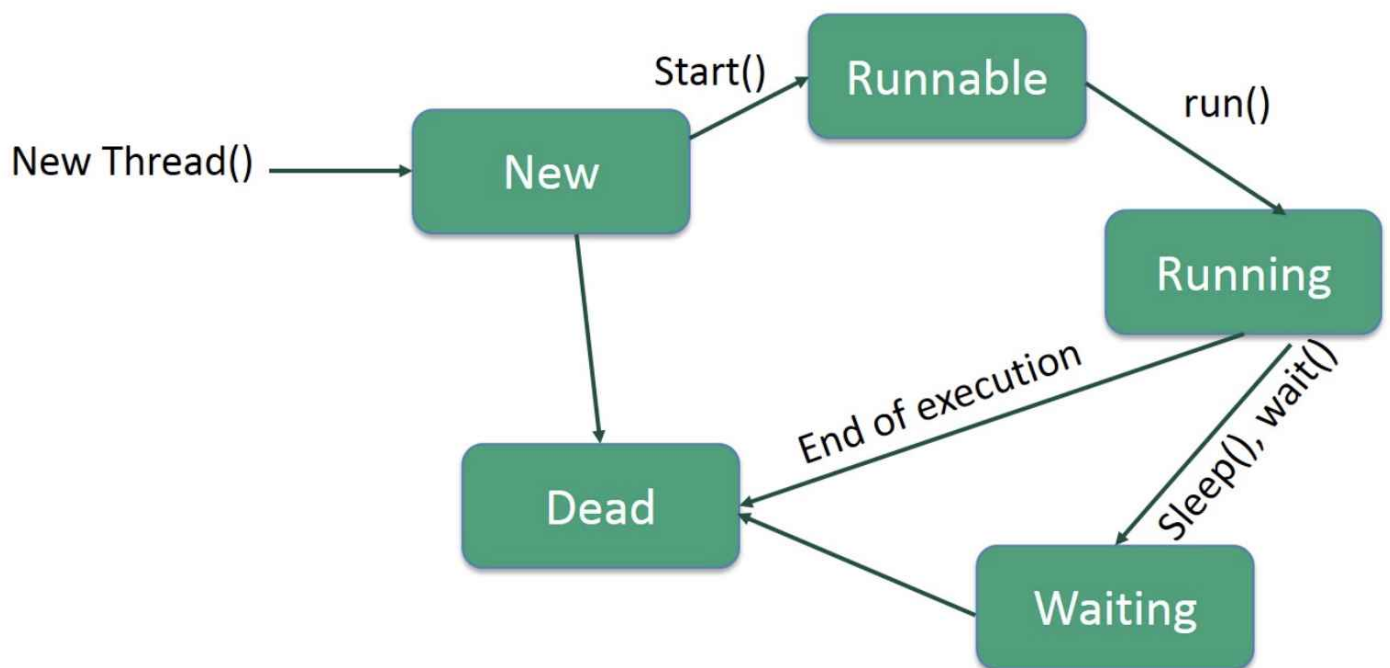 Start()
Runnable
run()
New Thread()
New
Running
End of execution
Sleep(), wait()
Dead
Waiting